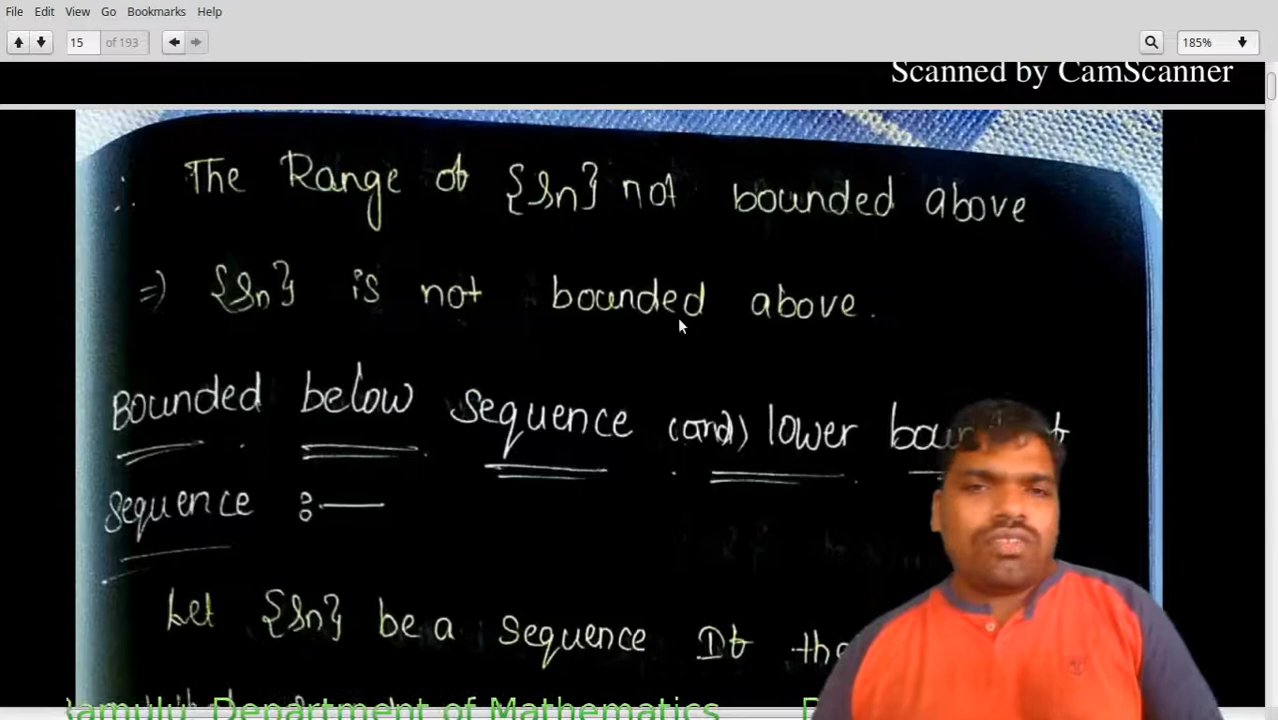 File Edit View Go Bookmarks Help
15 of 193 185%
Scanned by CamScanner
∴ The Range of {Sn} not bounded above
=) {Sn} is not bounded above.
Bounded below sequence (and) lower
sequence :-
Let {Sn} be a sequence If
Ramulu, Department of Mathematics